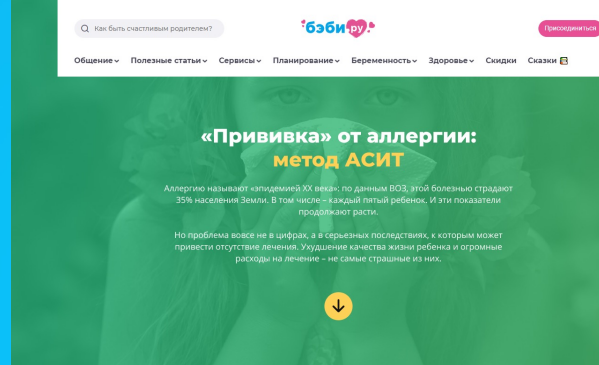 Как быть счастливым родителем?
бэби.ру
Присоединиться
Общение Полезные статьи Сервисы Планирование Беременность Здоровье Скидки Сказки
«Прививка» от аллергии:
метод АСИТ
Аллергию называют «эпидемией XX века»: по данным ВОЗ, этой болезнью страдают
35% населения Земли. В том числе – каждый пятый ребенок. И эти показатели
продолжают расти.
Но проблема вовсе не в цифрах, а в серьезных последствиях, к которым может
привести отсутствие лечения. Ухудшение качества жизни ребенка и огромные
расходы на лечение – не самые страшные из них.